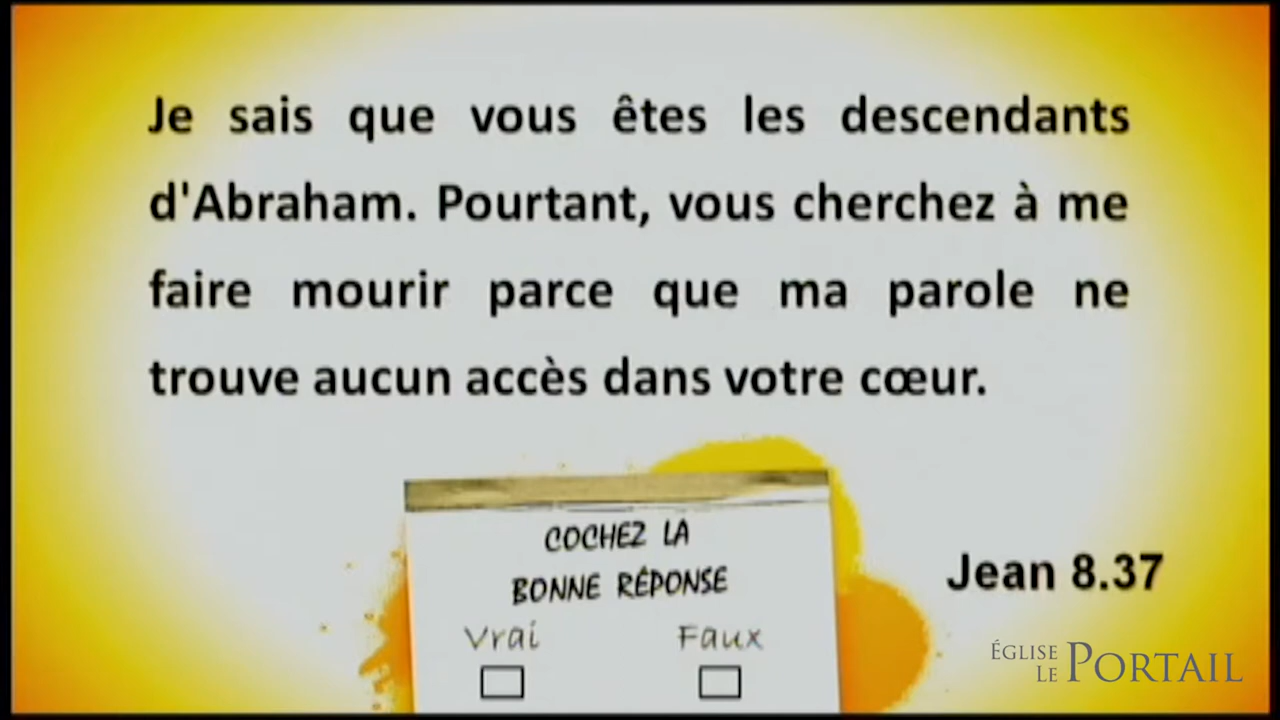 Je sais que vous êtes les descendants
d'Abraham. Pourtant, vous cherchez à me
faire mourir parce que ma parole ne
trouve aucun accès dans votre cœur.
COCHEZ LA
BONNE RÉPONSE
Vrai Faux
Jean 8.37
ÉGLISE
LE PORTAIL